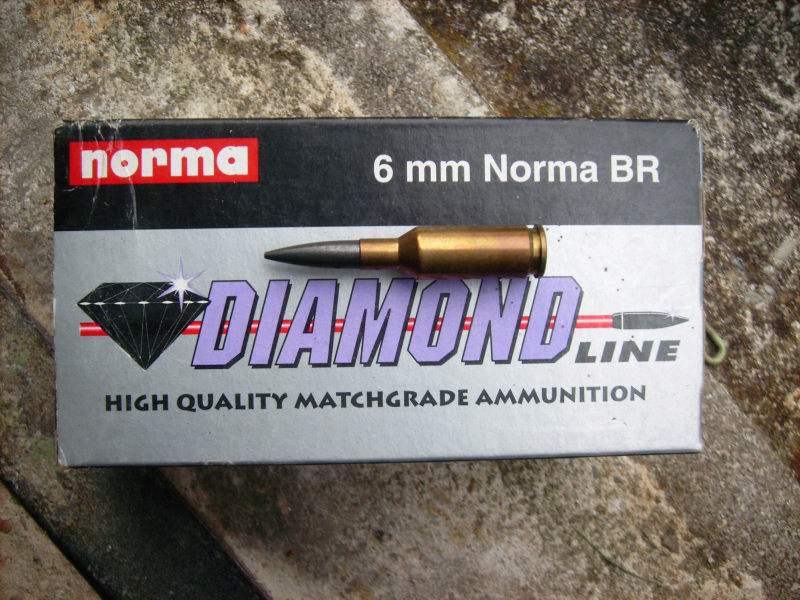 norma
6 mm Norma BR
DIAMOND
LINE
HIGH QUALITY MATCHGRADE AMMUNITION